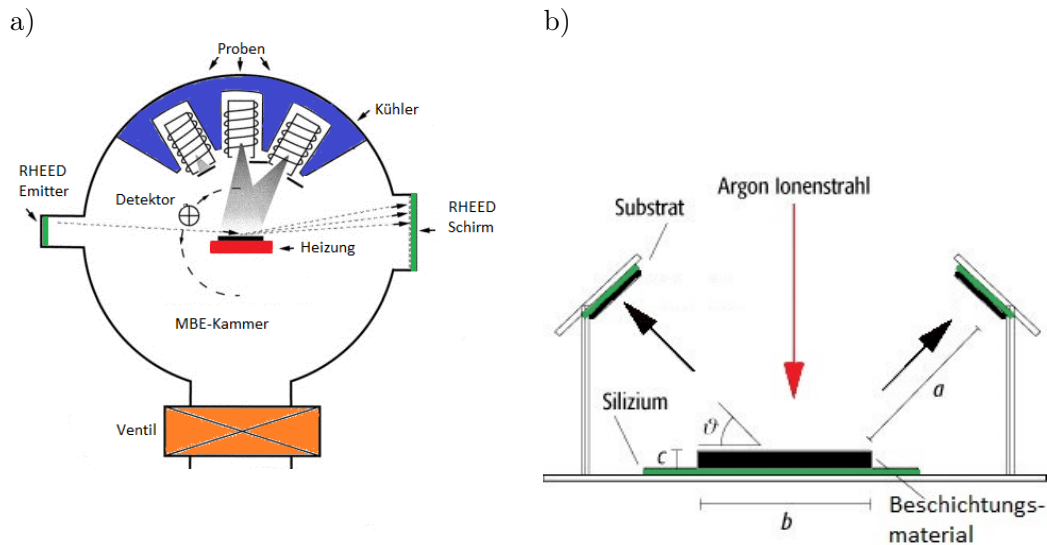 a)
Proben
Kühler
RHEED
Emitter
Detektor
RHEED
Schirm
Heizung
MBE-Kammer
Ventil
b)
Argon Ionenstrahl
Substrat
a
Silizium
ϑ
c
b
Beschichtungs-
material